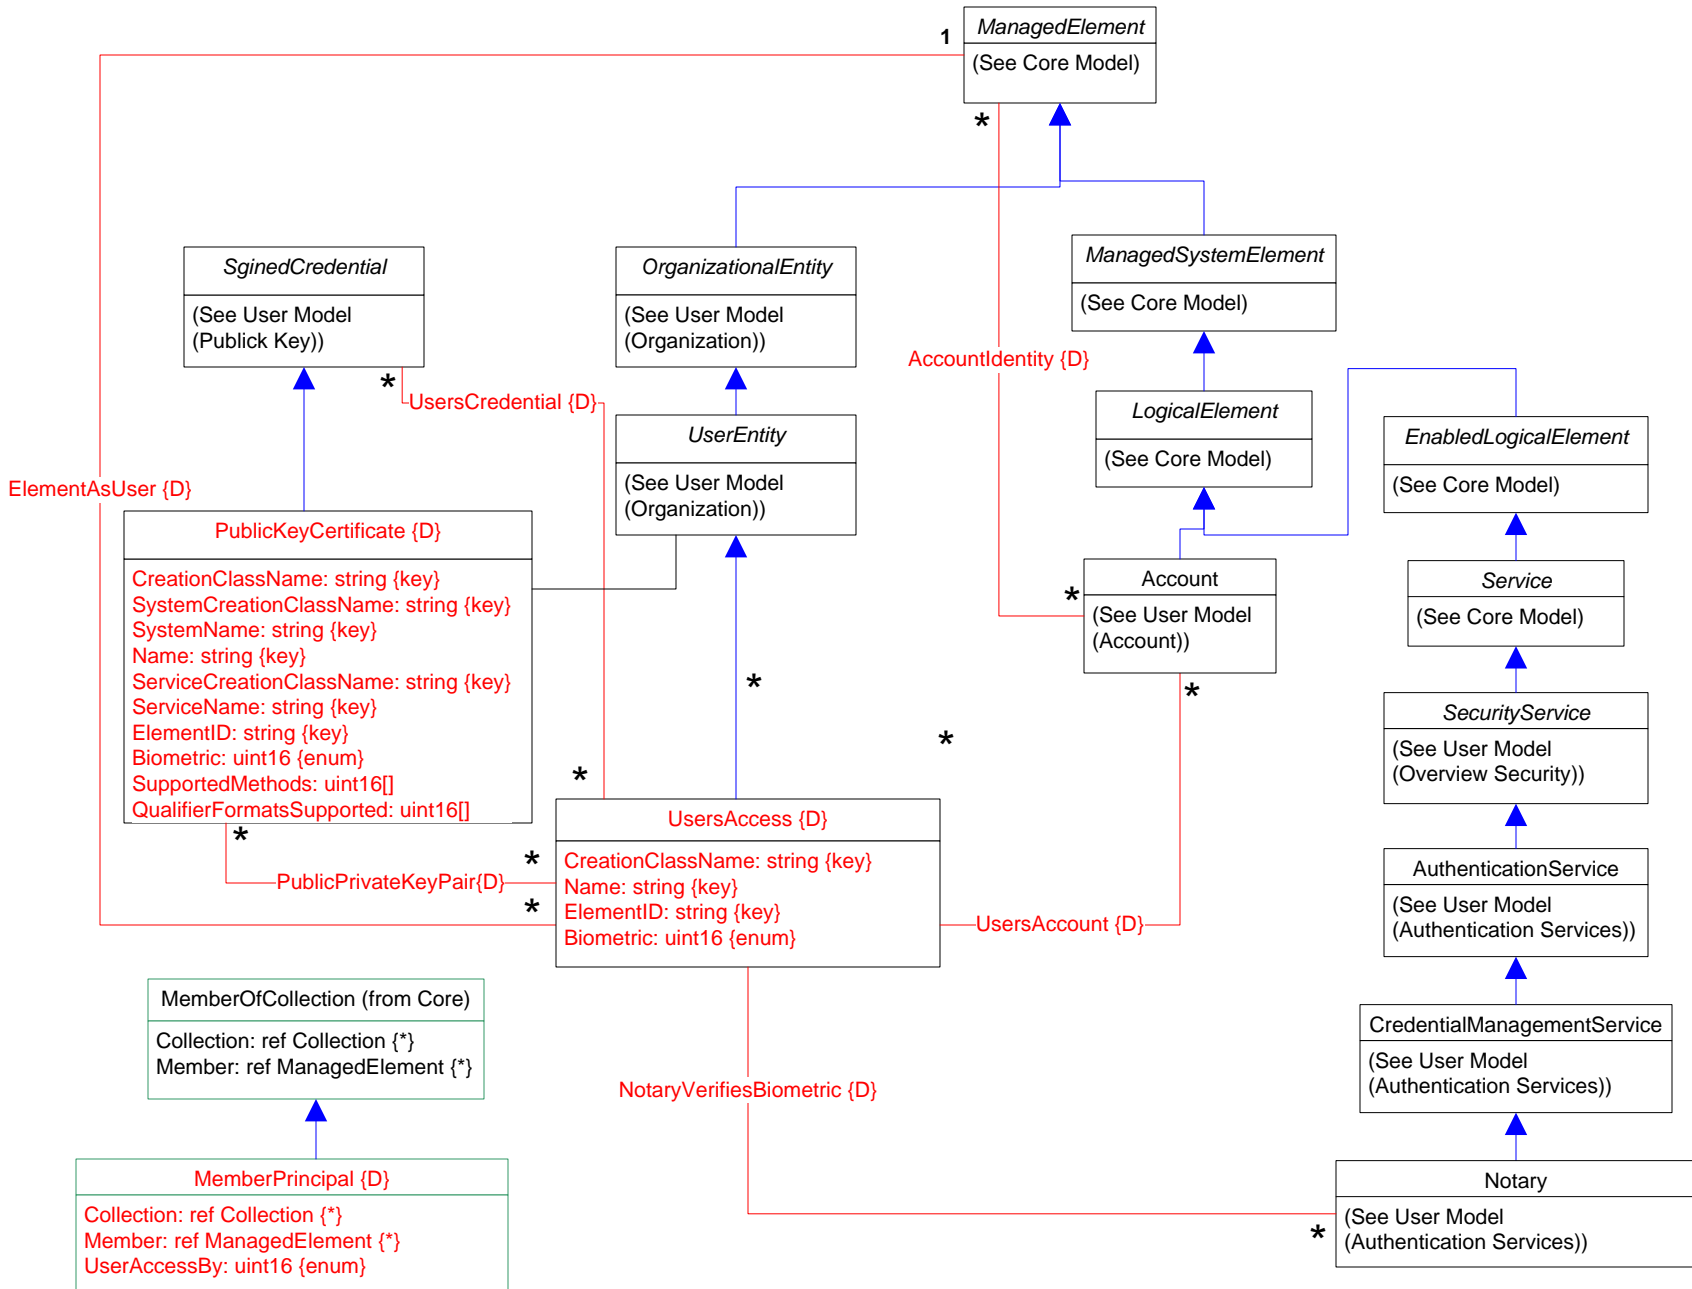 ManagedElement
(See Core Model)
1
*
SginedCredential
(See User Model
(Publick Key))
*
OrganizationalEntity
(See User Model
(Organization))
ManagedSystemElement
(See Core Model)
AccountIdentity {D}
UsersCredential {D}
UserEntity
(See User Model
(Organization))
LogicalElement
(See Core Model)
EnabledLogicalElement
(See Core Model)
ElementAsUser {D}
PublicKeyCertificate {D}
CreationClassName: string {key}
SystemCreationClassName: string {key}
SystemName: string {key}
Name: string {key}
ServiceCreationClassName: string {key}
ServiceName: string {key}
ElementID: string {key}
Biometric: uint16 {enum}
SupportedMethods: uint16[]
QualifierFormatsSupported: uint16[]
*
Account
(See User Model
(Account))
*
*
Service
(See Core Model)
*
*
*
SecurityService
(See User Model
(Overview Security))
UsersAccess {D}
CreationClassName: string {key}
Name: string {key}
ElementID: string {key}
Biometric: uint16 {enum}
*
*
PublicPrivateKeyPair{D}
UsersAccount {D}
AuthenticationService
(See User Model
(Authentication Services))
MemberOfCollection (from Core)
Collection: ref Collection {*}
Member: ref ManagedElement {*}
CredentialManagementService
(See User Model
(Authentication Services))
NotaryVerifiesBiometric {D}
MemberPrincipal {D}
Collection: ref Collection {*}
Member: ref ManagedElement {*}
UserAccessBy: uint16 {enum}
*
Notary
(See User Model
(Authentication Services))